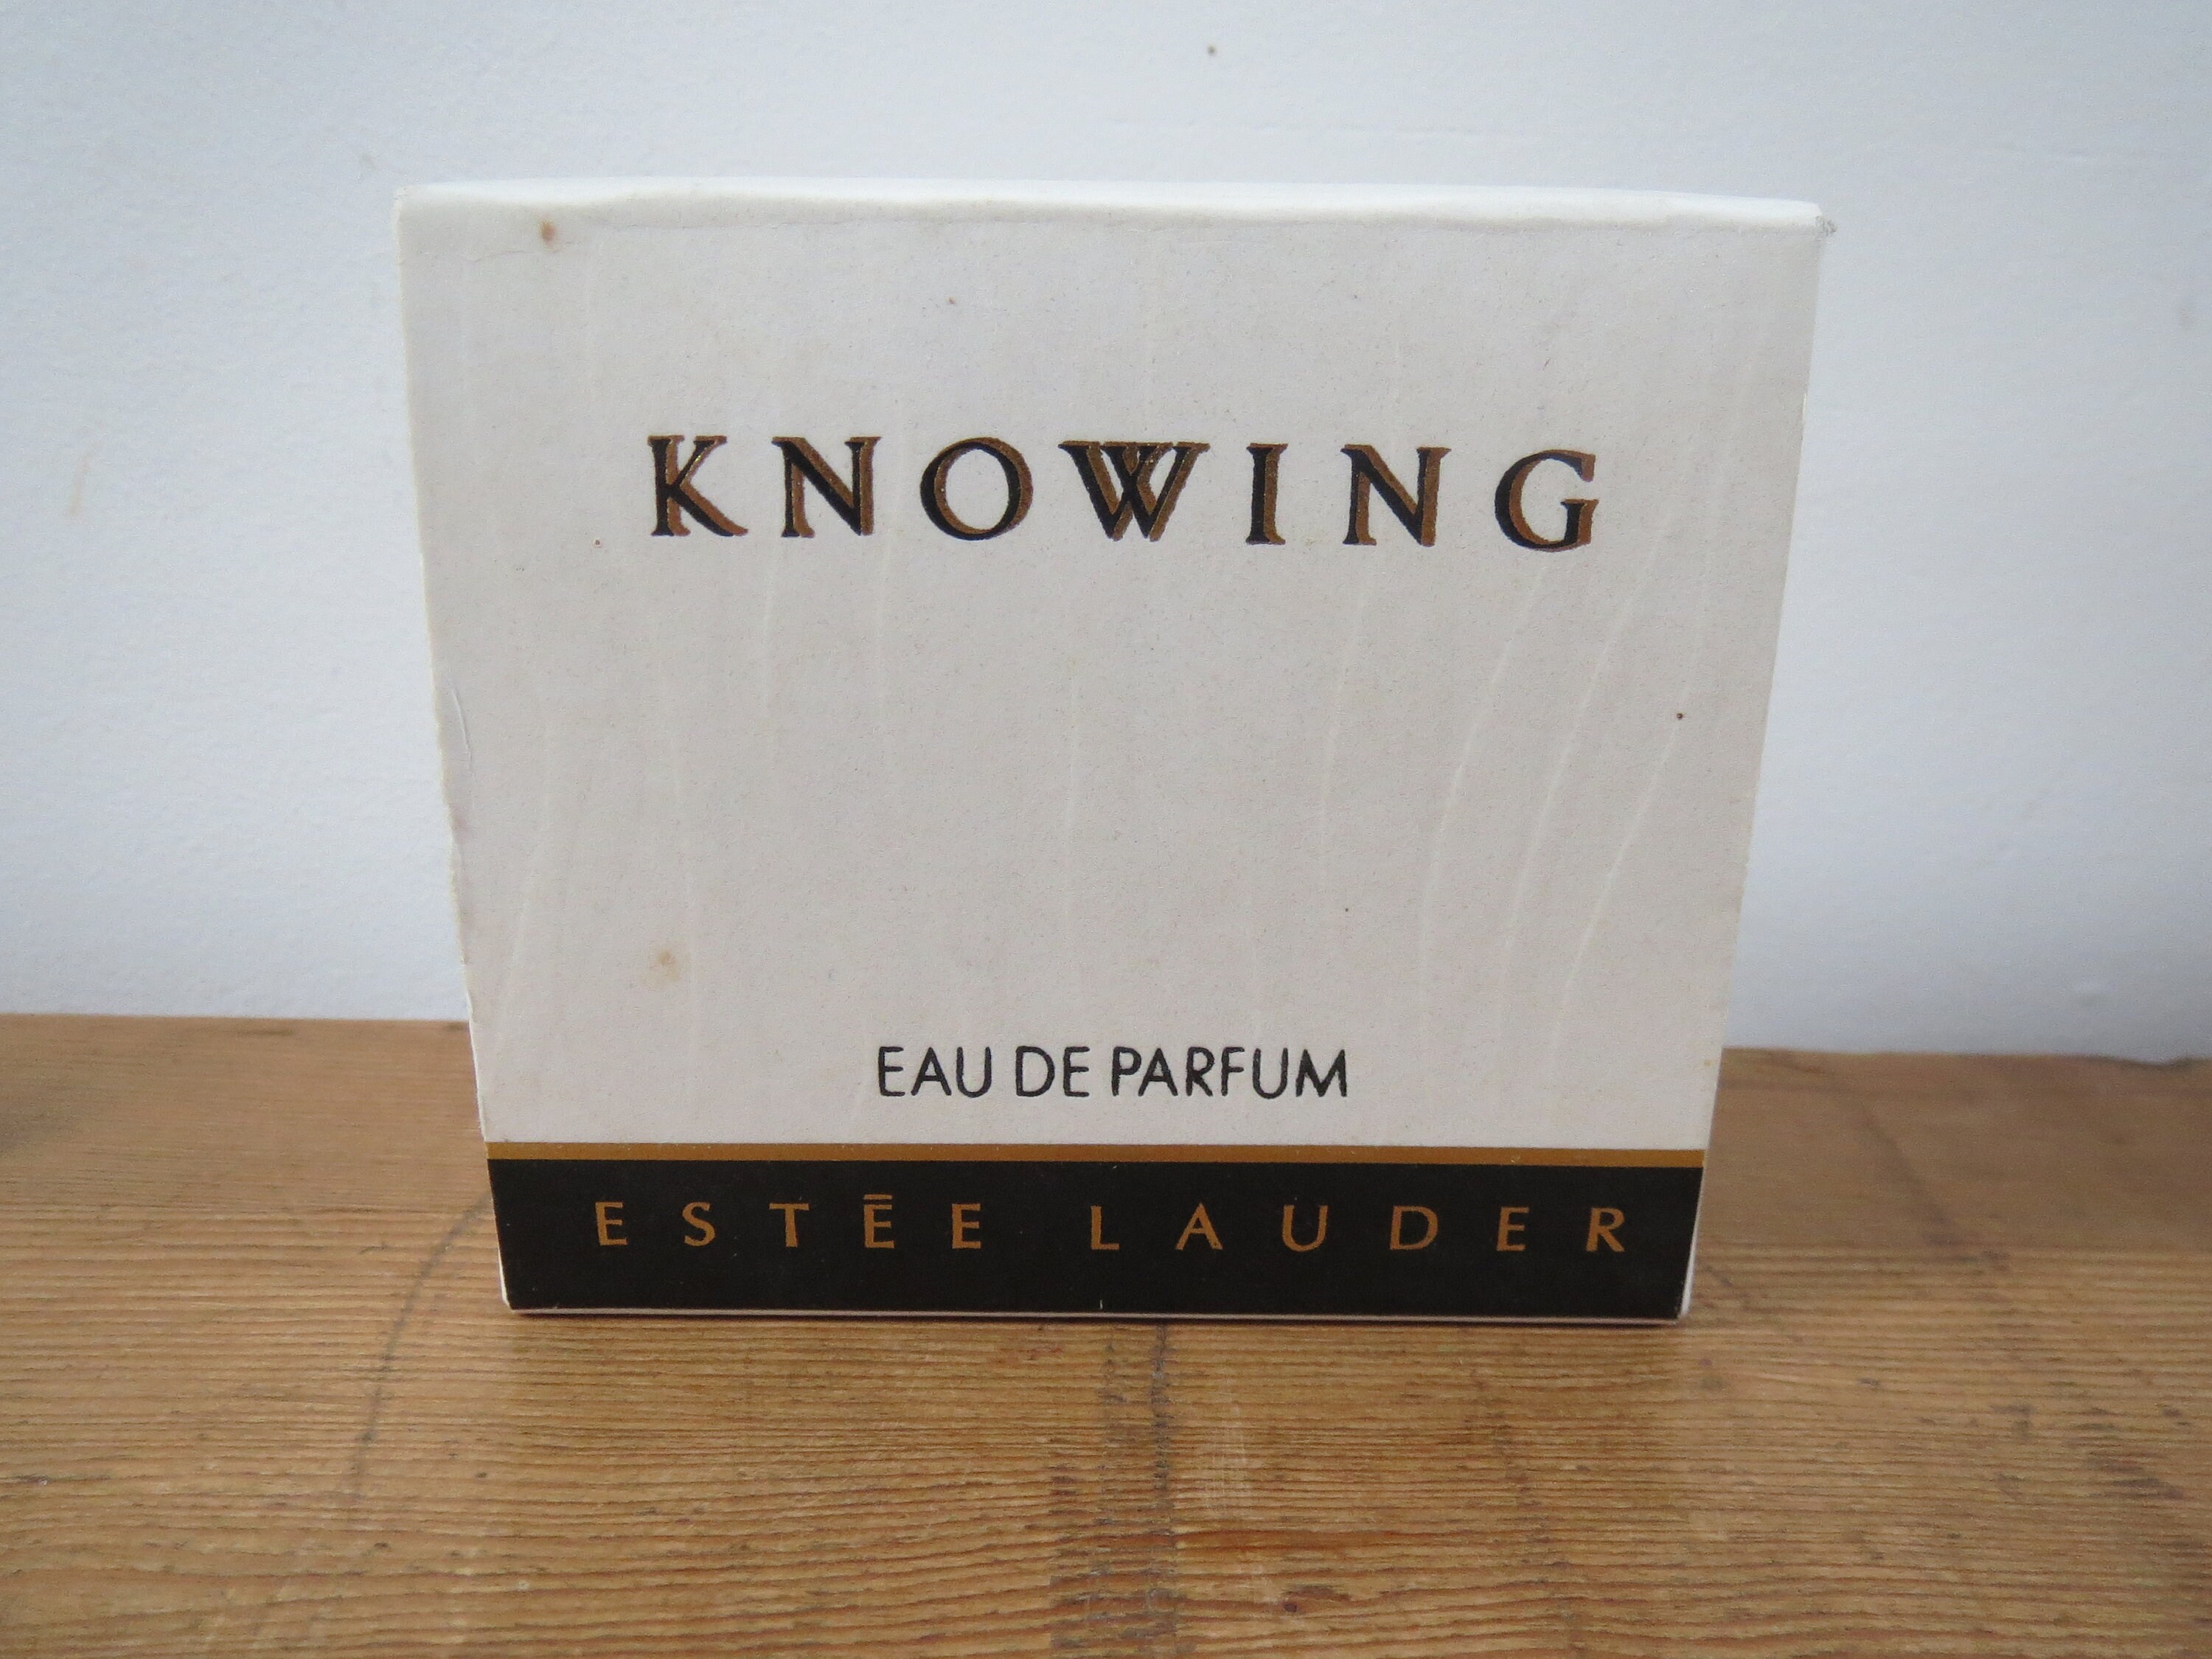 KNOWING
EAU DE PARFUM
ESTĒE LAUDER